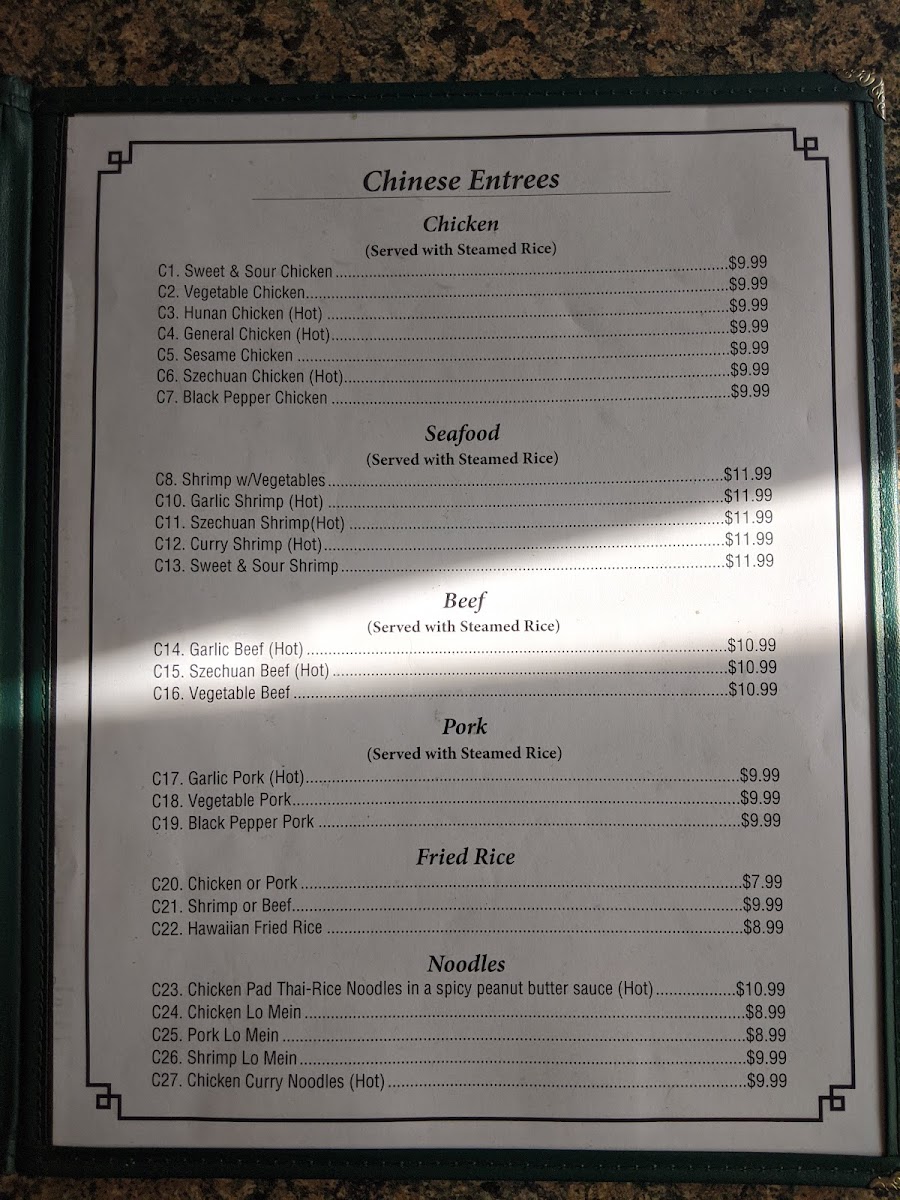 Chinese Entrees
Chicken
(Served with Steamed Rice)
C1. Sweet & Sour Chicken $9.99
C2. Vegetable Chicken $9.99
C3. Hunan Chicken (Hot) $9.99
C4. General Chicken (Hot) $9.99
C5. Sesame Chicken $9.99
C6. Szechuan Chicken (Hot) $9.99
C7. Black Pepper Chicken $9.99
Seafood
(Served with Steamed Rice)
C8. Shrimp w/Vegetables $11.99
C10. Garlic Shrimp (Hot) $11.99
C11. Szechuan Shrimp(Hot) $11.99
C12. Curry Shrimp (Hot) $11.99
C13. Sweet & Sour Shrimp $11.99
Beef
(Served with Steamed Rice)
C14. Garlic Beef (Hot) $10.99
C15. Szechuan Beef (Hot) $10.99
C16. Vegetable Beef $10.99
Pork
(Served with Steamed Rice)
C17. Garlic Pork (Hot) $9.99
C18. Vegetable Pork $9.99
C19. Black Pepper Pork $9.99
Fried Rice
C20. Chicken or Pork $7.99
C21. Shrimp or Beef $9.99
C22. Hawaiian Fried Rice $8.99
Noodles
C23. Chicken Pad Thai-Rice Noodles in a spicy peanut butter sauce (Hot) $10.99
C24. Chicken Lo Mein $8.99
C25. Pork Lo Mein $8.99
C26. Shrimp Lo Mein $9.99
C27. Chicken Curry Noodles (Hot) $9.99